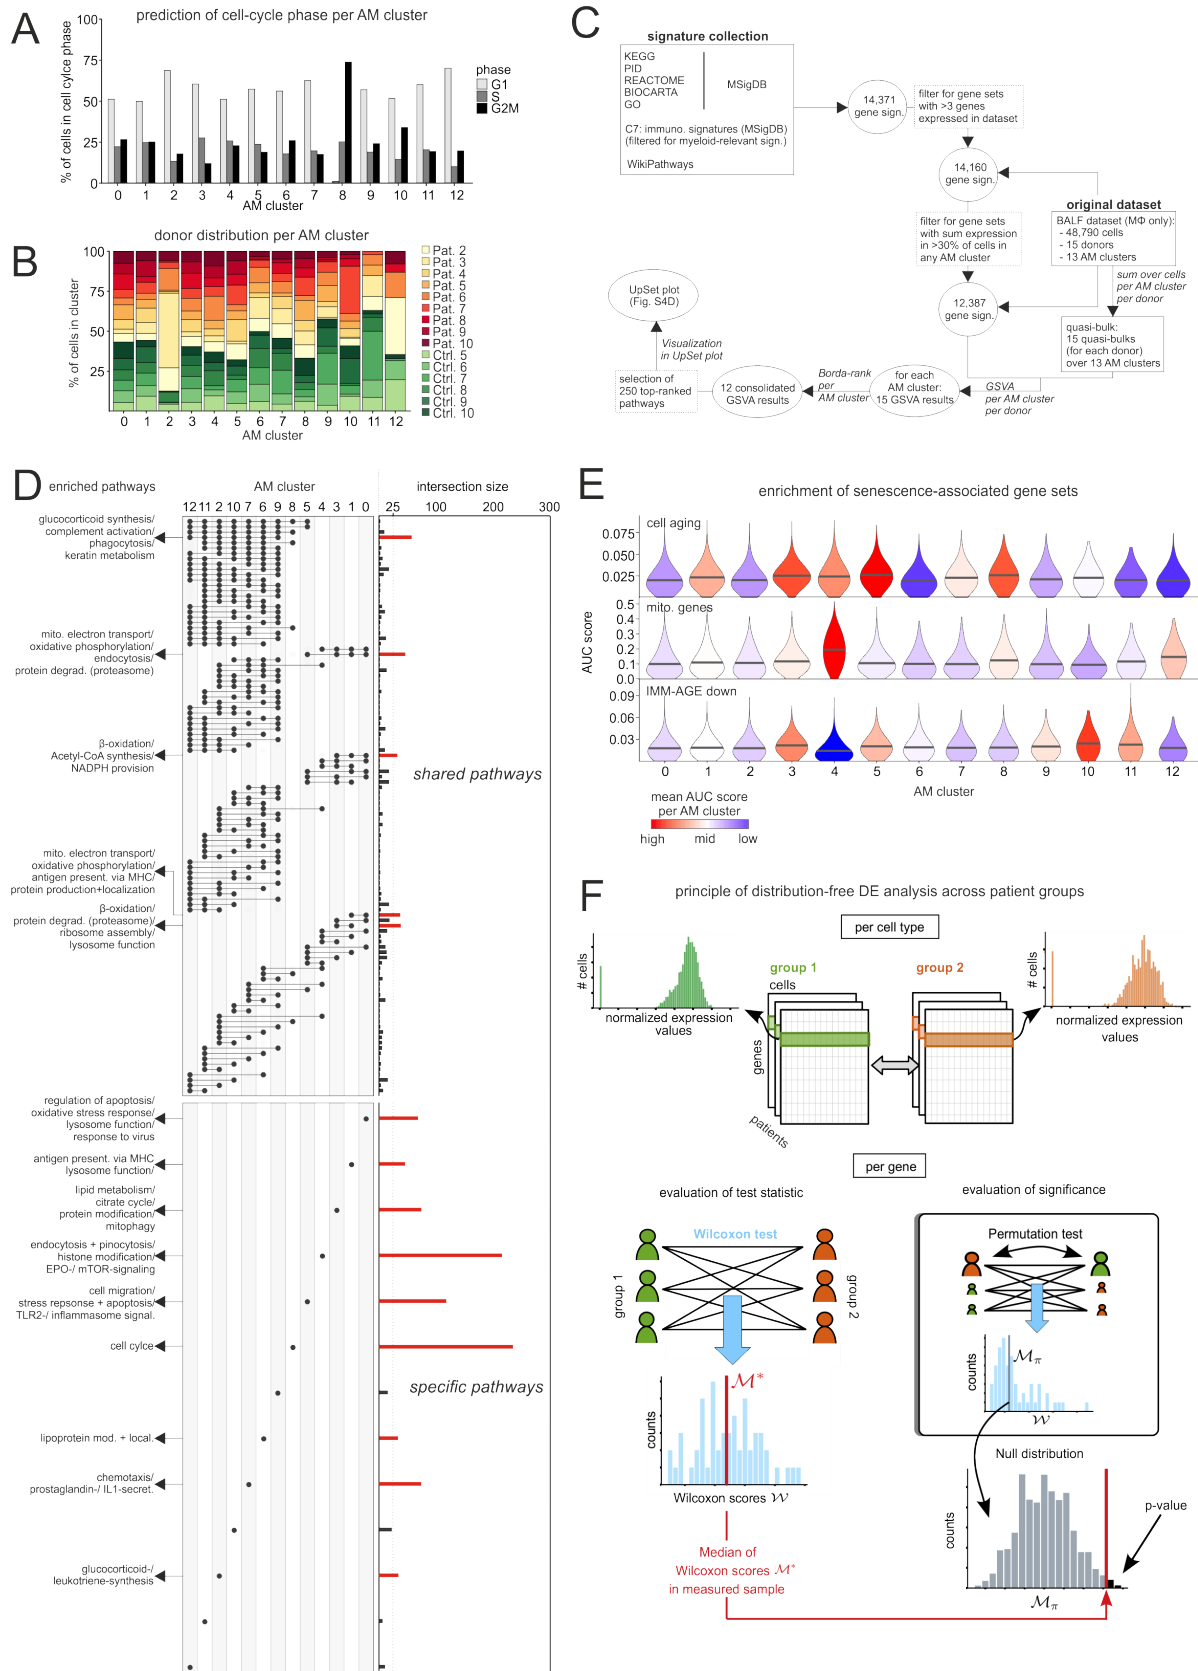 A
prediction of cell-cycle phase per AM cluster
% of cells in cell cylce phase
100
75
50
25
0
phase
G1
S
G2M
0 1 2 3 4 5 6 7 8 9 10 11 12
AM cluster
B
donor distribution per AM cluster
% of cells in cluster
100
75
50
25
Pat. 2
Pat. 3
Pat. 4
Pat. 5
Pat. 6
Pat. 7
Pat. 8
Pat. 9
Pat. 10
Ctrl. 5
Ctrl. 6
Ctrl. 7
Ctrl. 8
Ctrl. 9
Ctrl. 10
0 1 2 3 4 5 6 7 8 9 10 11 12
AM cluster
C
signature collection
KEGG
PID
REACTOME
BIOCARTA
GO
MSigDB
C7: immuno. signatures (MSigDB)
(filtered for myeloid-relevant sign.)
WikiPathways
14,371
gene sign.
filter for gene sets
with >3 genes
expressed in dataset
14,160
gene sign.
filter for gene sets
with sum expression
in >30% of cells in
any AM cluster
12,387
gene sign.
original dataset
BALF dataset (MΦ only):
- 48,790 cells
- 15 donors
- 13 AM clusters
sum over cells
per AM cluster
per donor
quasi-bulk:
15 quasi-bulks
(for each donor)
over 13 AM clusters
GSVA
per AM cluster
per donor
for each
AM cluster:
15 GSVA results
Borda-rank
per
AM cluster
12 consolidated
GSVA results
selection of
250 top-ranked
pathways
Visualization
in UpSet plot
UpSet plot
(Fig. S4D)
D
enriched pathways
AM cluster
intersection size
12 11 2 10 7 6 9 8 5 4 3 1 0
25 100 200 300
glucocorticoid synthesis/
complement activation/
phagocytosis/
keratin metabolism
mito. electron transport/
oxidative phosphorylation/
endocytosis/
protein degrad. (proteasome)
β-oxidation/
Acetyl-CoA synthesis/
NADPH provision
shared pathways
mito. electron transport/
oxidative phosphorylation/
antigen present. via MHC/
protein production+localization
β-oxidation/
protein degrad. (proteasome)/
ribosome assembly/
lysosome function
regulation of apoptosis/
oxidative stress response/
lysosome function/
response to virus
antigen present. via MHC
lysosome function/
lipid metabolism/
citrate cycle/
protein modification/
mitophagy
endocytosis + pinocytosis/
histone modification/
EPO-/ mTOR-signaling
cell migration/
stress repsonse + apoptosis/
TLR2-/ inflammasome signal.
cell cylce
specific pathways
lipoprotein mod. + local.
chemotaxis/
prostaglandin-/ IL1-secret.
glucocorticoid-/
leukotriene-synthesis
E
enrichment of senescence-associated gene sets
AUC score
cell aging
0.075
0.050
0.025
mito. genes
0.5
0.4
0.3
0.2
0.1
0.0
IMM-AGE down
0.09
0.06
0.03
0 1 2 3 4 5 6 7 8 9 10 11 12
AM cluster
mean AUC score
per AM cluster
high mid low
F
principle of distribution-free DE analysis across patient groups
per cell type
# cells
normalized expression
values
group 1
cells
genes
patients
group 2
# cells
normalized expression
values
per gene
evaluation of test statistic
Wilcoxon test
group 1
group 2
counts
ℳ*
Wilcoxon scores 𝒲
Median of
Wilcoxon scores ℳ*
in measured sample
evaluation of significance
Permutation test
counts
ℳπ
𝒲
Null distribution
counts
ℳπ
p-value